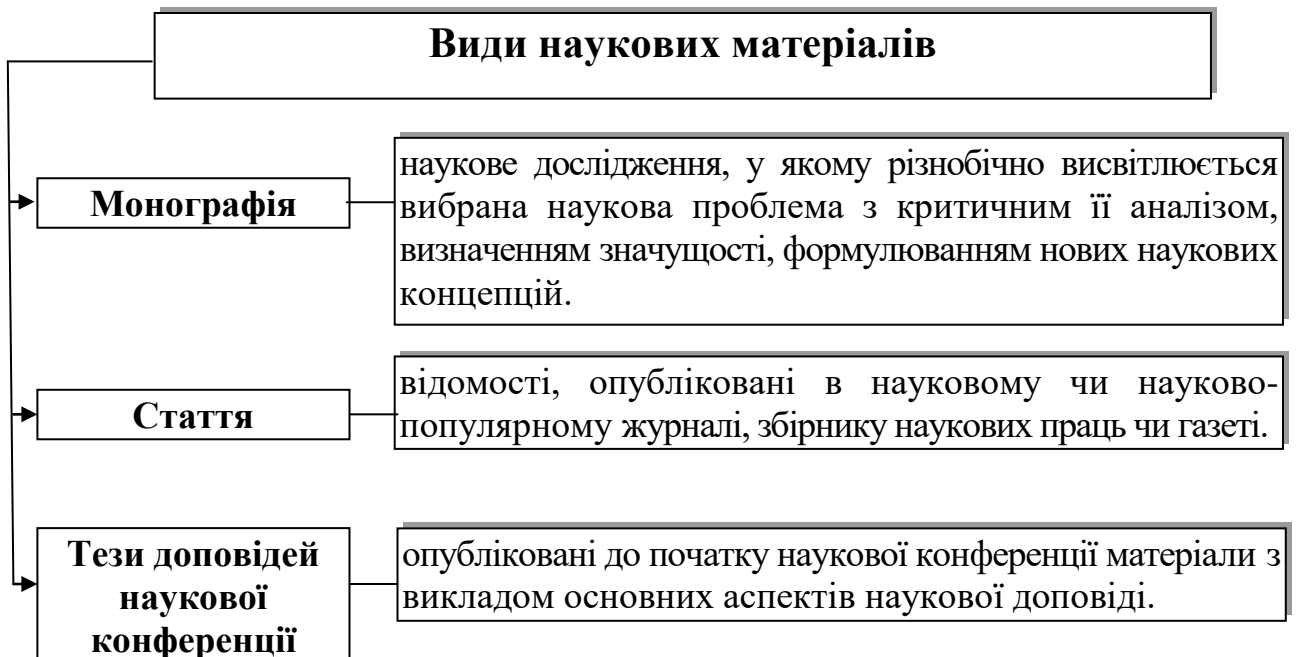 Види наукових матеріалів
Монографія
наукове дослідження, у якому різнобічно висвітлюється
вибрана наукова проблема з критичним її аналізом,
визначенням значущості, формулюванням нових наукових
концепцій.
Стаття
відомості, опубліковані в науковому чи науково-
популярному журналі, збірнику наукових праць чи газеті.
Тези доповідей
наукової
конференції
опубліковані до початку наукової конференції матеріали з
викладом основних аспектів наукової доповіді.